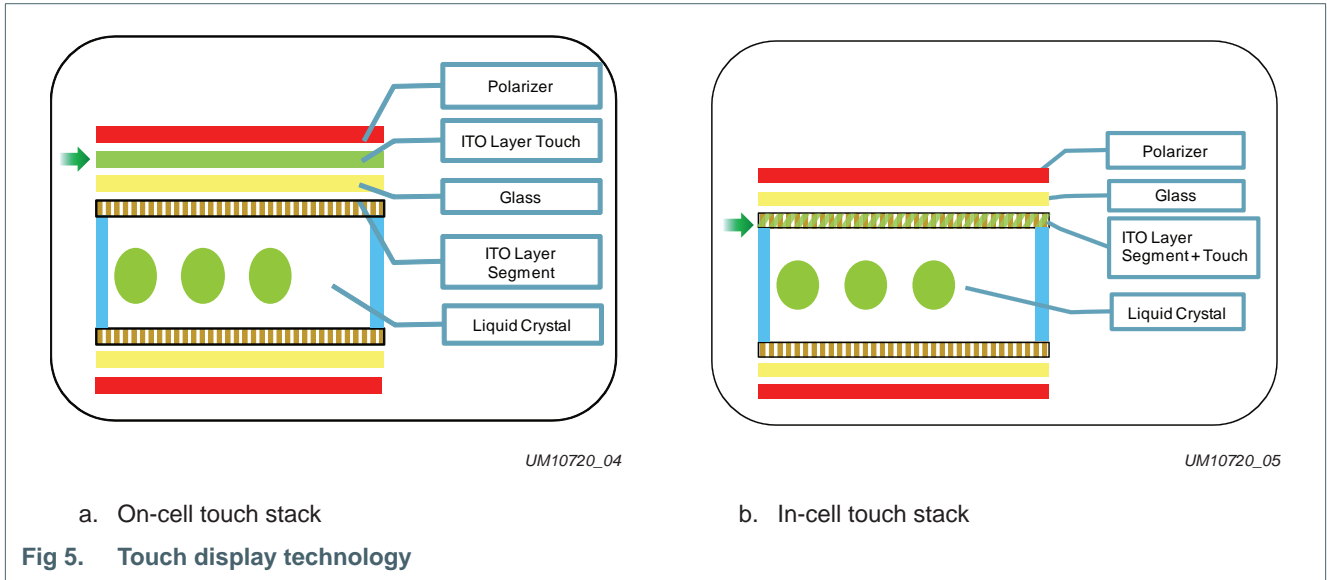 Polarizer
ITO Layer Touch
Glass
ITO Layer
Segment
Liquid Crystal
UM10720_04
a. On-cell touch stack
Polarizer
Glass
ITO Layer
Segment + Touch
Liquid Crystal
UM10720_05
b. In-cell touch stack
Fig 5. Touch display technology